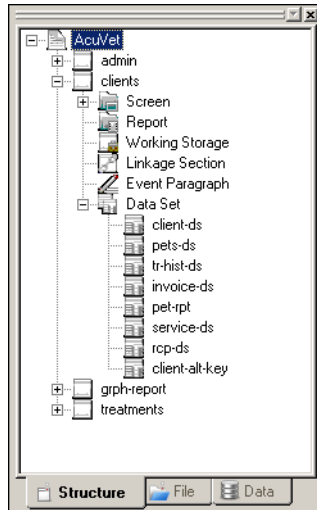 AcuVet
admin
clients
Screen
Report
Working Storage
Linkage Section
Event Paragraph
Data Set
client-ds
pets-ds
tr-hist-ds
invoice-ds
pet-rpt
service-ds
rcp-ds
client-alt-key
grph-report
treatments
Structure File Data